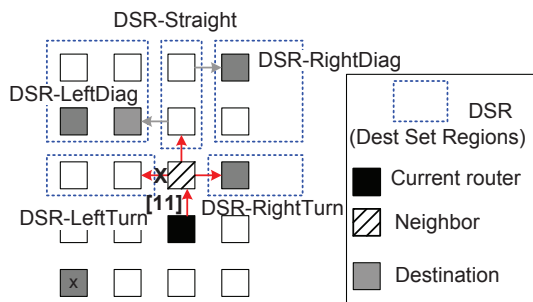 DSR-Straight
DSR-RightDiag
DSR-LeftDiag
X
[11]
DSR-LeftTurn
DSR-RightTurn
x
DSR
(Dest Set Regions)
Current router
Neighbor
Destination